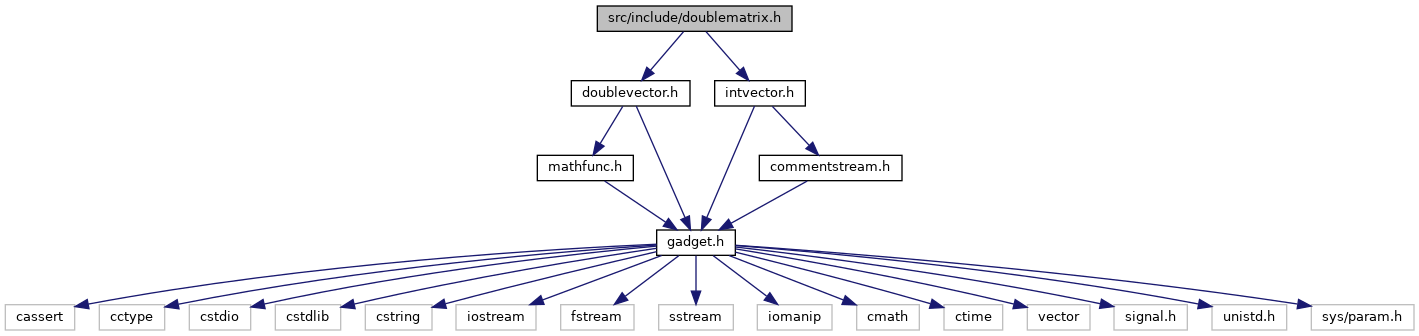 src/include/doublematrix.h
doublevector.h
intvector.h
mathfunc.h
commentstream.h
gadget.h
cassert
cctype
cstdio
cstdlib
cstring
iostream
fstream
sstream
iomanip
cmath
ctime
vector
signal.h
unistd.h
sys/param.h